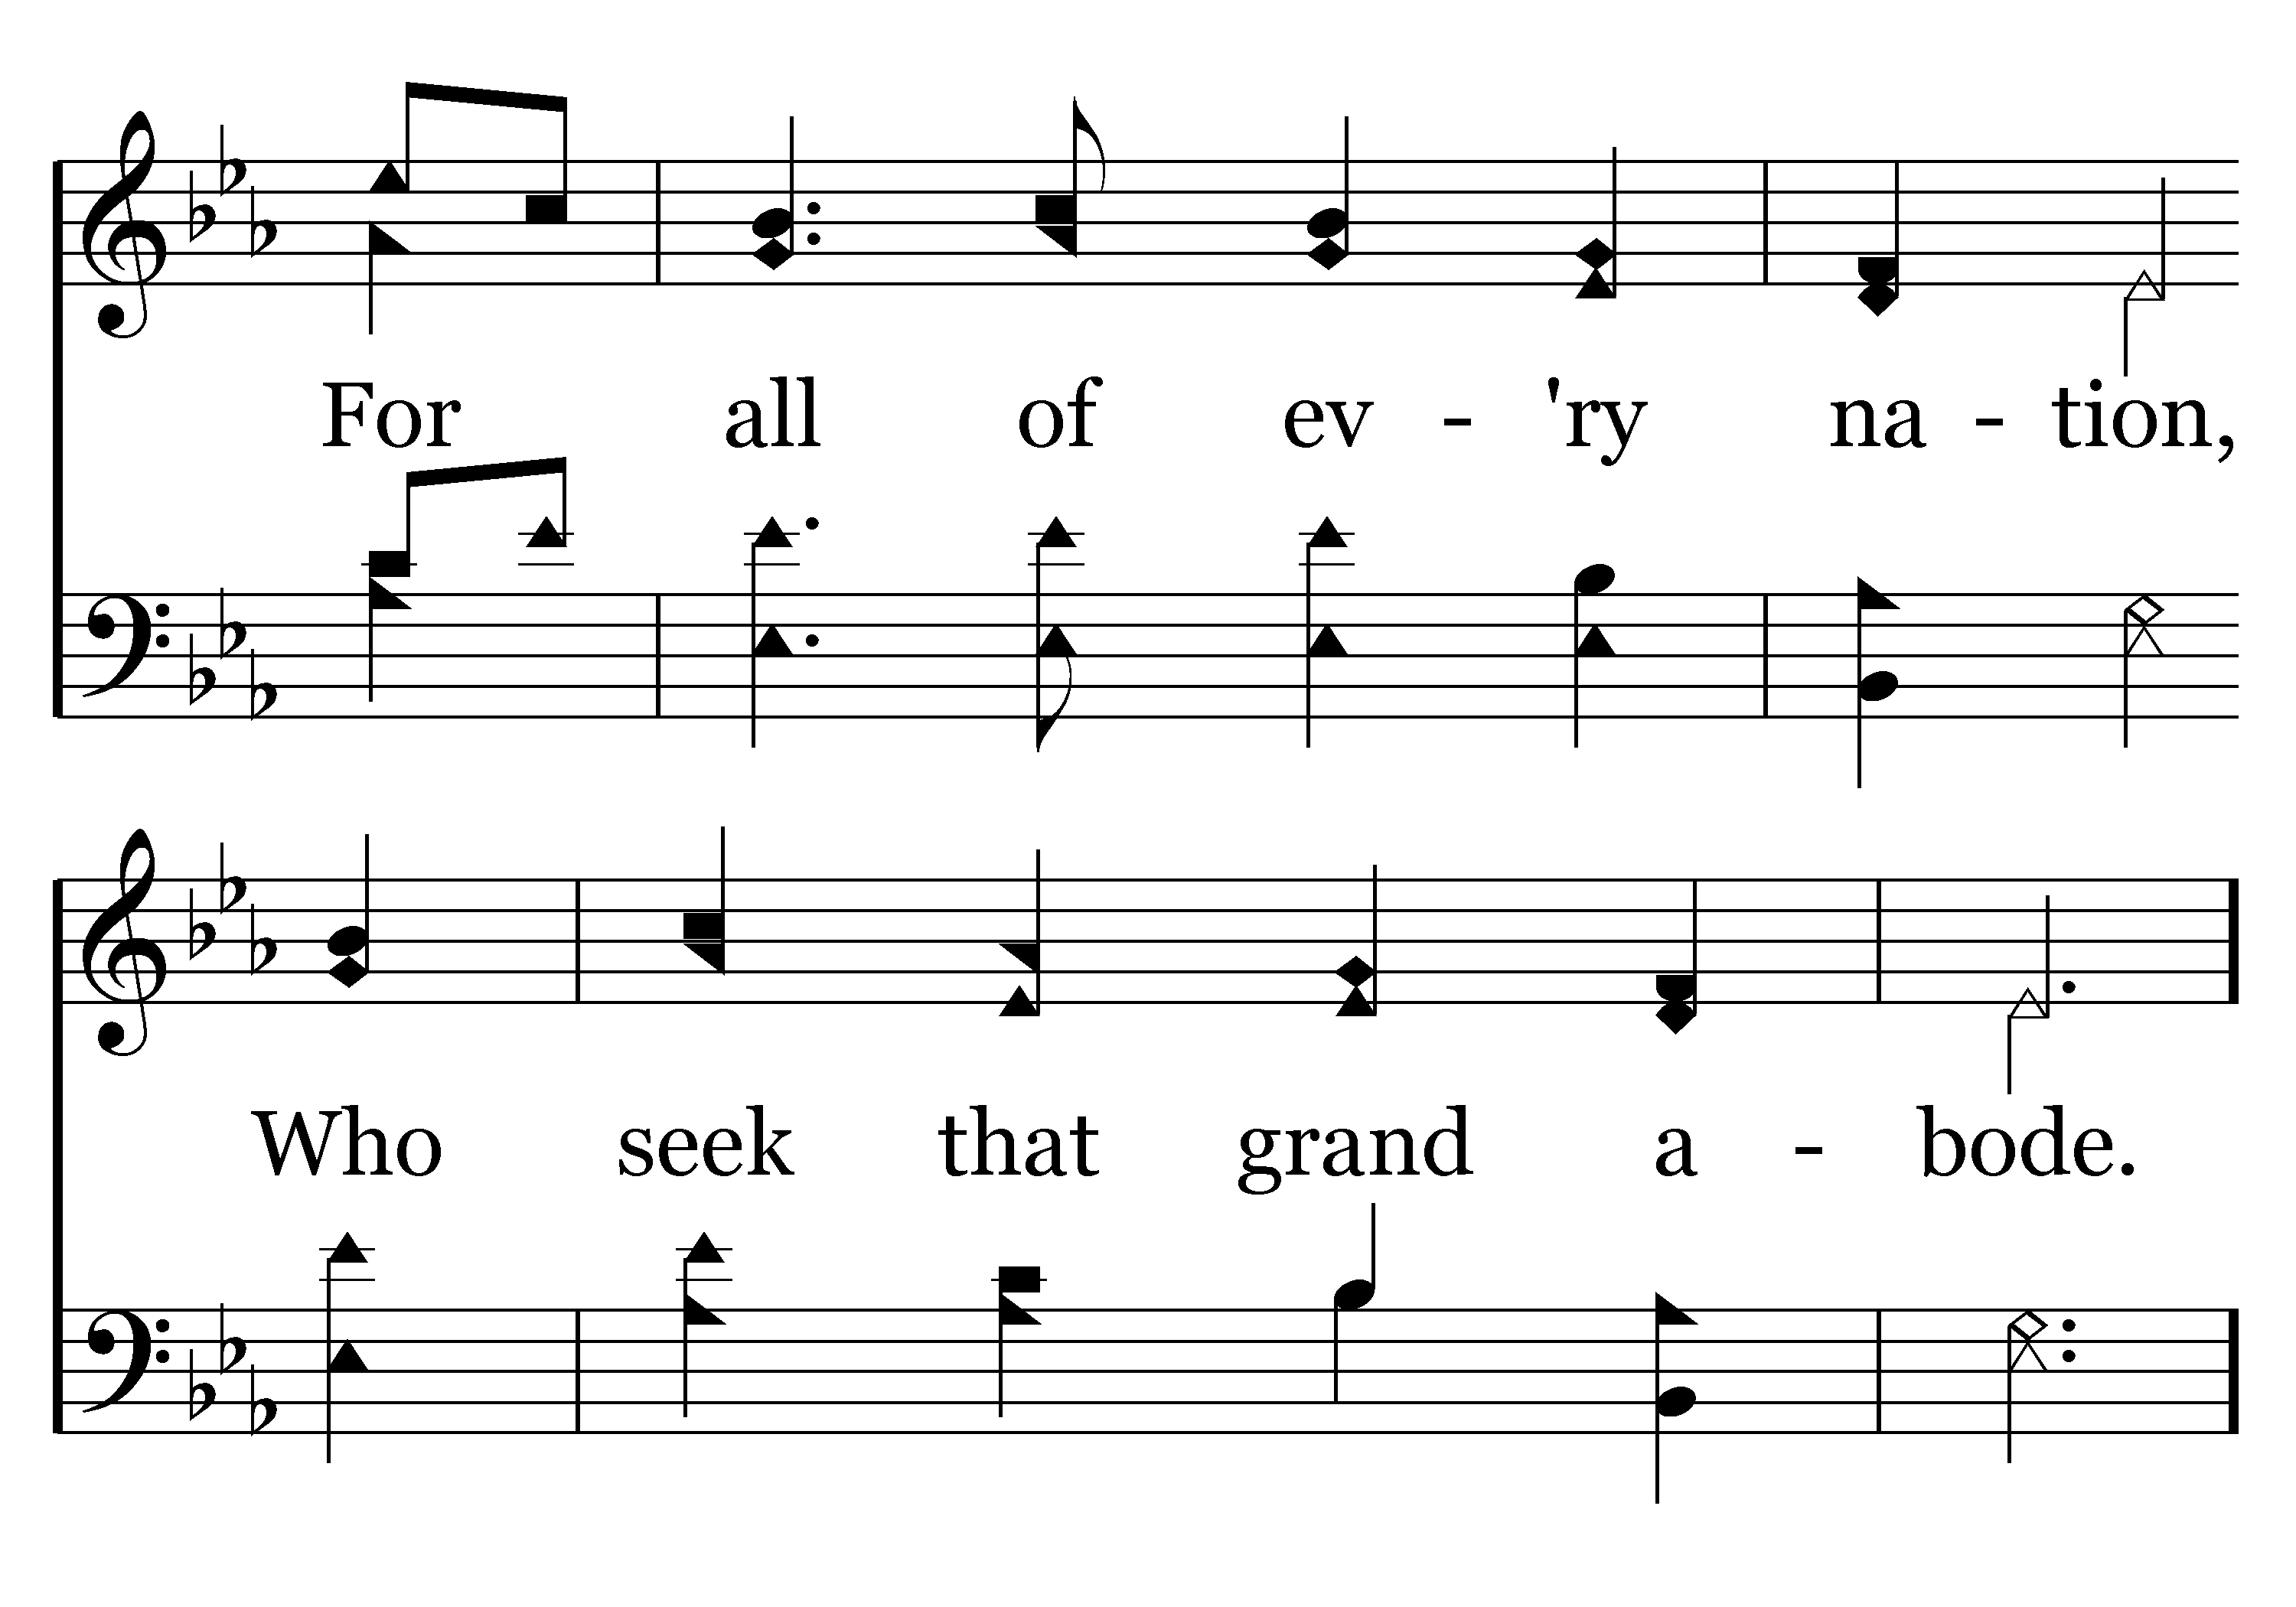 For all of ev - 'ry na - tion,
Who seek that grand a - bode.